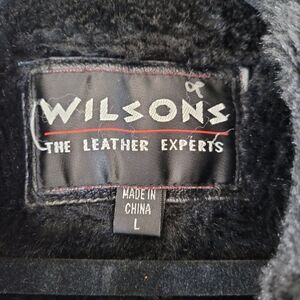 WILSONS
THE LEATHER EXPERTS
MADE IN
CHINA
L